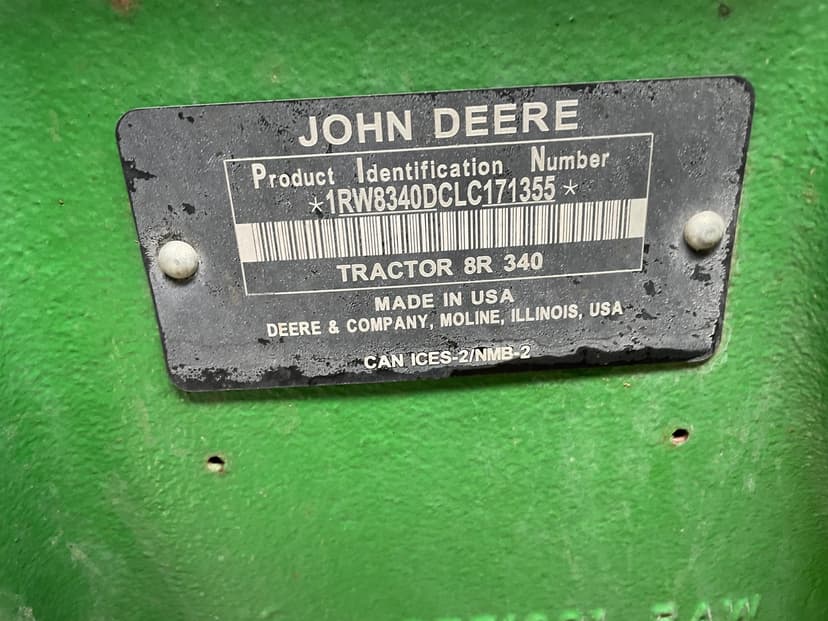 JOHN DEERE
Product Identification Number
*1RW8340DCLC171355*
TRACTOR 8R 340
MADE IN USA
DEERE & COMPANY, MOLINE, ILLINOIS, USA
CAN ICES-2/NMB-2